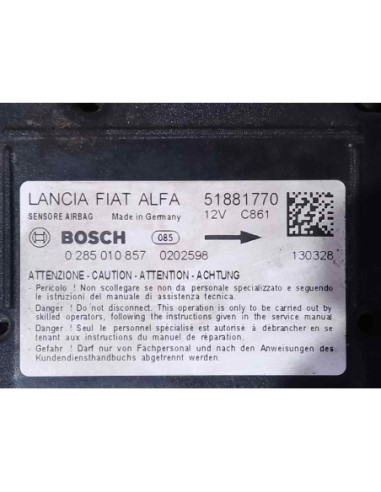 LANCIA FIAT ALFA 51881770
SENSORE AIRBAG Made in Germany 12V C861
BOSCH 085
0 285 010 857 0202598 130328
ATTENZIONE - CAUTION - ATTENTION - ACHTUNG
- Pericolo ! Non scollegare se non da personale specializzato e seguendo
le istruzioni del manuale di assistenza tecnica.
- Danger ! Do not disconnect. This operation is only to be carried out by
skilled operators, following the instructions given in the service manual
- Danger ! Seul le personnel spécialisé est autorisé à débrancher en se
tenant aux instructions du manuel de réparation.
- Gefahr ! Darf nur von Fachpersonal und nach den Anweisungen des
Kundendiensthandbuchs abgetrennt werden.